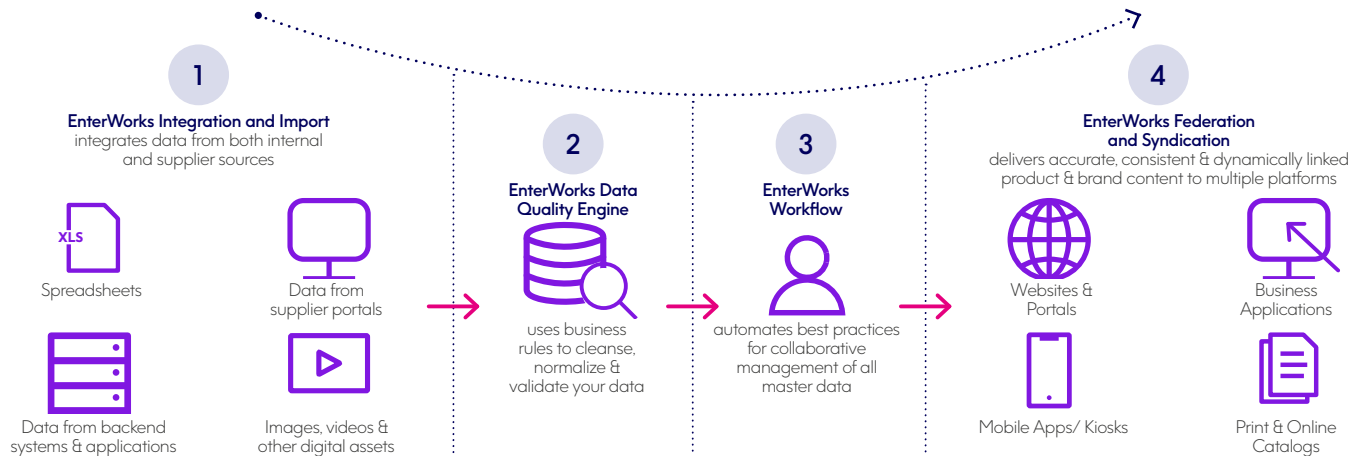 1
EnterWorks Integration and Import
integrates data from both internal
and supplier sources
XLS
Spreadsheets
Data from
supplier portals
Data from backend
systems & applications
Images, videos &
other digital assets
2
EnterWorks Data
Quality Engine
uses business
rules to cleanse,
normalize &
validate your data
3
EnterWorks
Workflow
automates best practices
for collaborative
management of all
master data
4
EnterWorks Federation
and Syndication
delivers accurate, consistent & dynamically linked
product & brand content to multiple platforms
Websites &
Portals
Business
Applications
Mobile Apps/ Kiosks
Print & Online
Catalogs